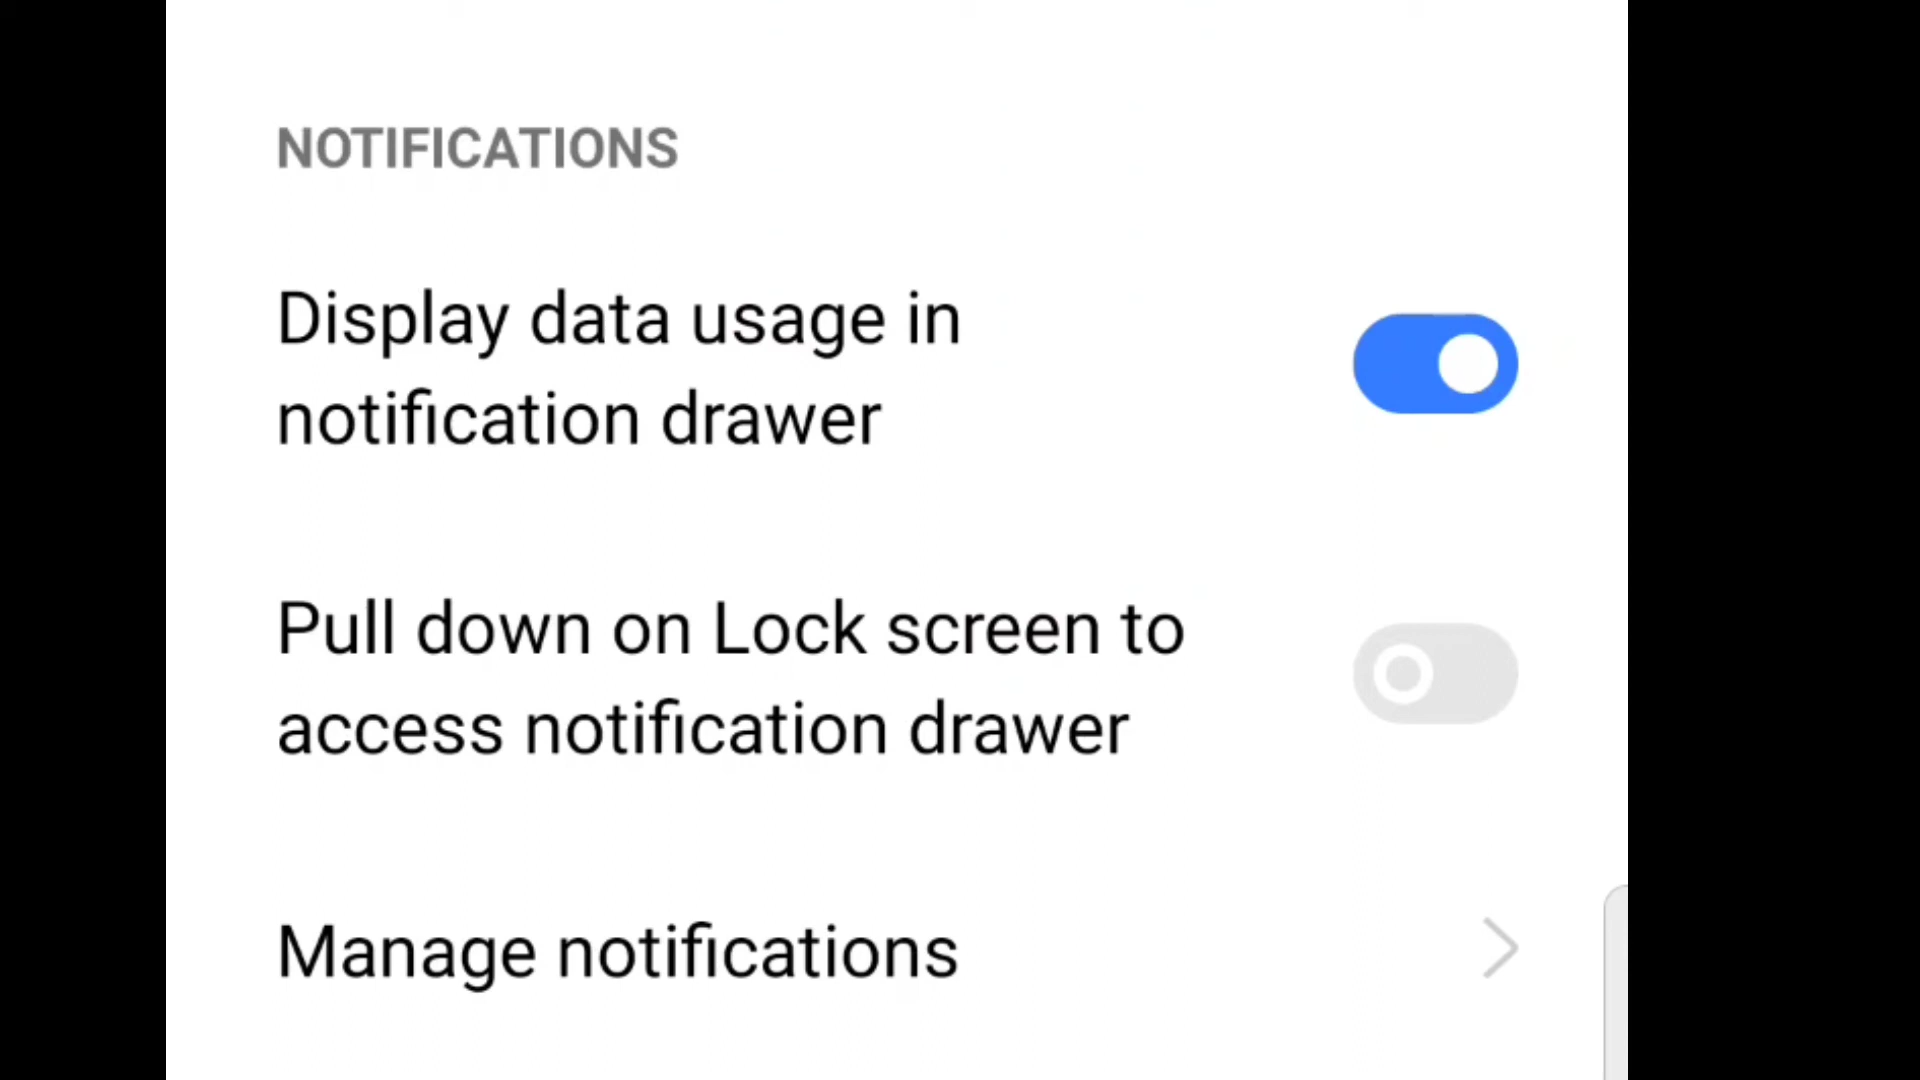 NOTIFICATIONS
Display data usage in
notification drawer
Pull down on Lock screen to
access notification drawer
Manage notifications